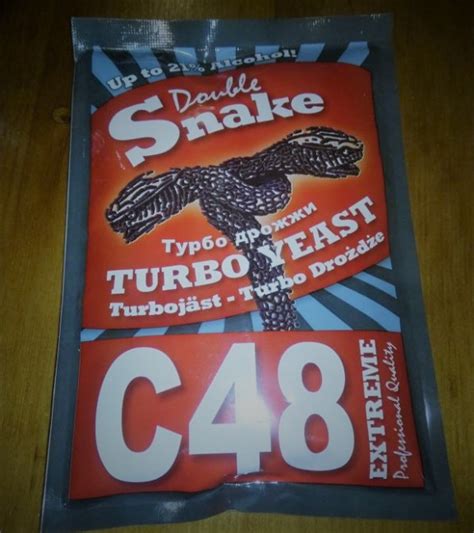 Up to 21% Alcohol!
Double
Snake
Турбо дрожжи
TURBO YEAST
Turbojäst - Turbo Drożdże
C48
EXTREME
Professional Quality